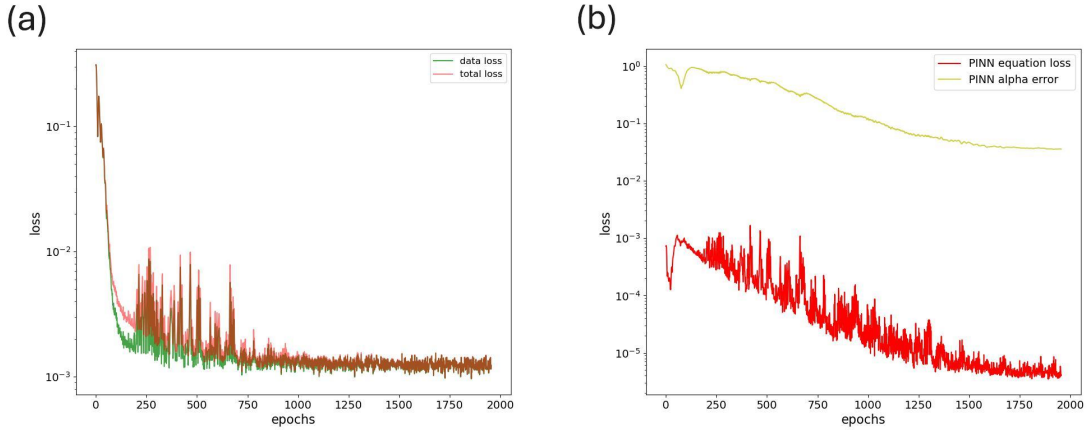 (a)
data loss
total loss
10⁻¹
10⁻²
10⁻³
loss
0 250 500 750 1000 1250 1500 1750 2000
epochs
(b)
PINN equation loss
PINN alpha error
10⁰
10⁻¹
10⁻²
10⁻³
10⁻⁴
10⁻⁵
loss
0 250 500 750 1000 1250 1500 1750 2000
epochs